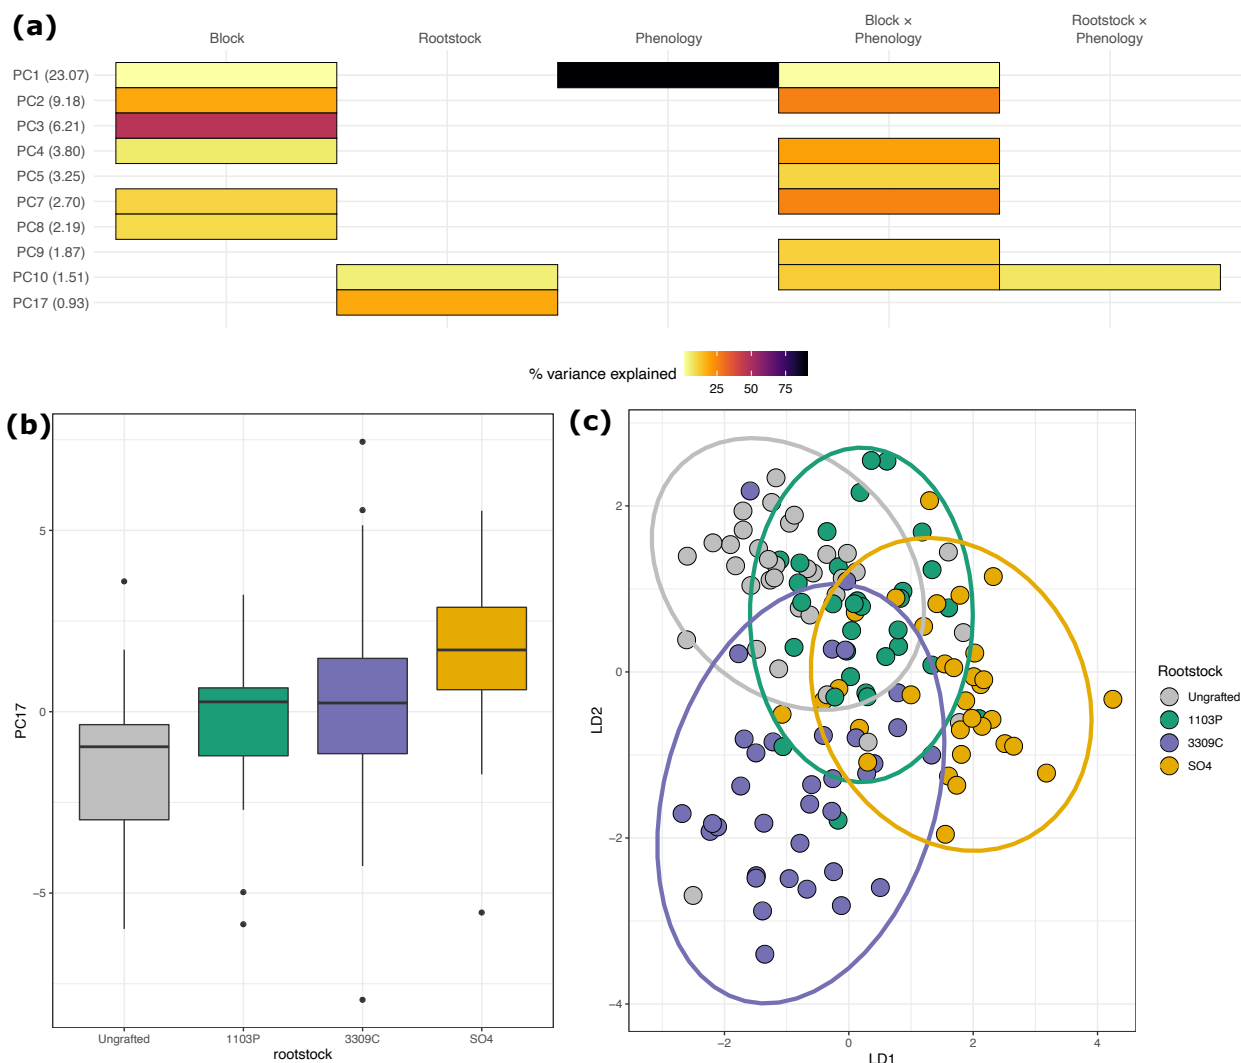 (a)
Block
Rootstock
Phenology
Block ×
Phenology
Rootstock ×
Phenology
PC1 (23.07)
PC2 (9.18)
PC3 (6.21)
PC4 (3.80)
PC5 (3.25)
PC7 (2.70)
PC8 (2.19)
PC9 (1.87)
PC10 (1.51)
PC17 (0.93)
% variance explained
25 50 75
(b)
PC17
5
0
−5
Ungrafted 1103P 3309C SO4
rootstock
(c)
LD2
2
0
−2
−4
−2 0 2 4
LD1
Rootstock
Ungrafted
1103P
3309C
SO4